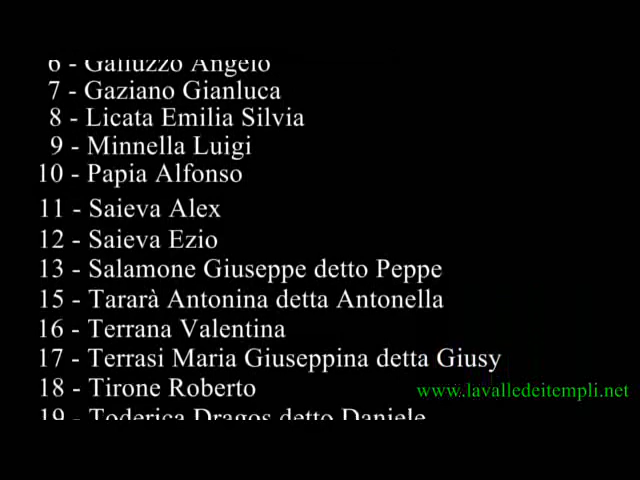 6 - Galluzzo Angelo
7 - Gaziano Gianluca
8 - Licata Emilia Silvia
9 - Minnella Luigi
10 - Papia Alfonso
11 - Saieva Alex
12 - Saieva Ezio
13 - Salamone Giuseppe detto Peppe
15 - Tararà Antonina detta Antonella
16 - Terrana Valentina
17 - Terrasi Maria Giuseppina detta Giusy
18 - Tirone Roberto
www.lavalledeitempli.net
19 - Toderica Dragos detto Daniele